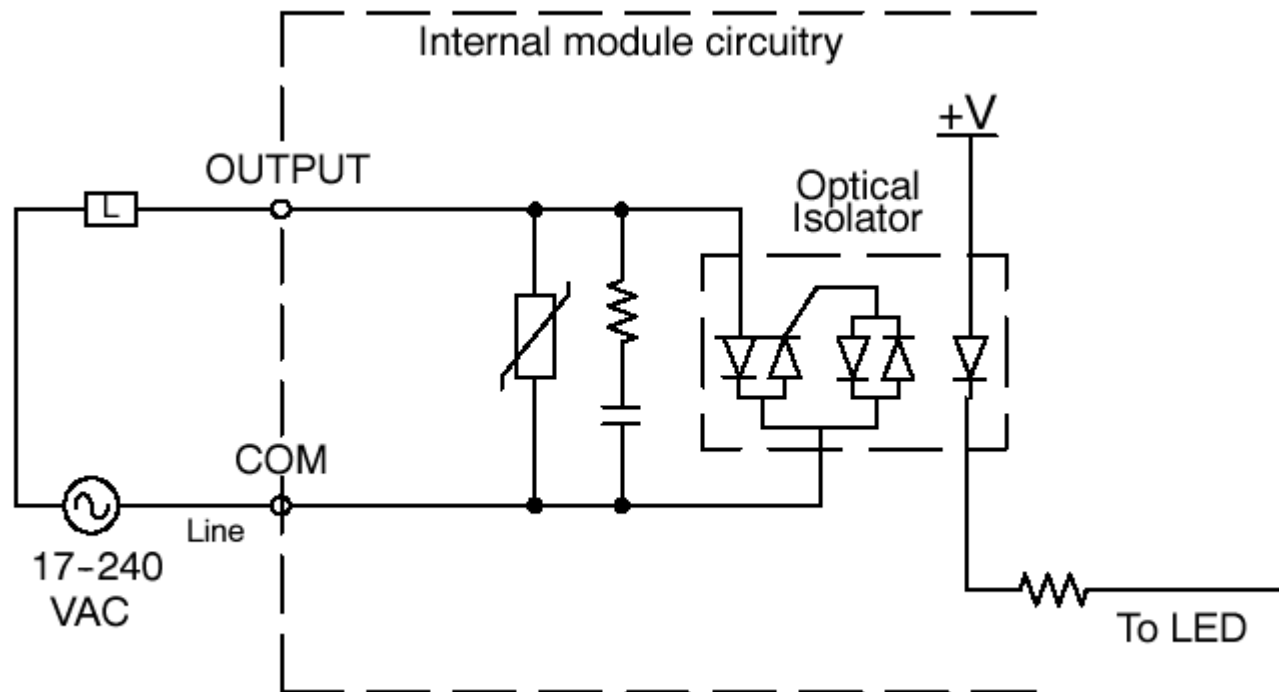 Internal module circuitry
+V
OUTPUT
Optical
Isolator
L
COM
Line
17-240
VAC
To LED